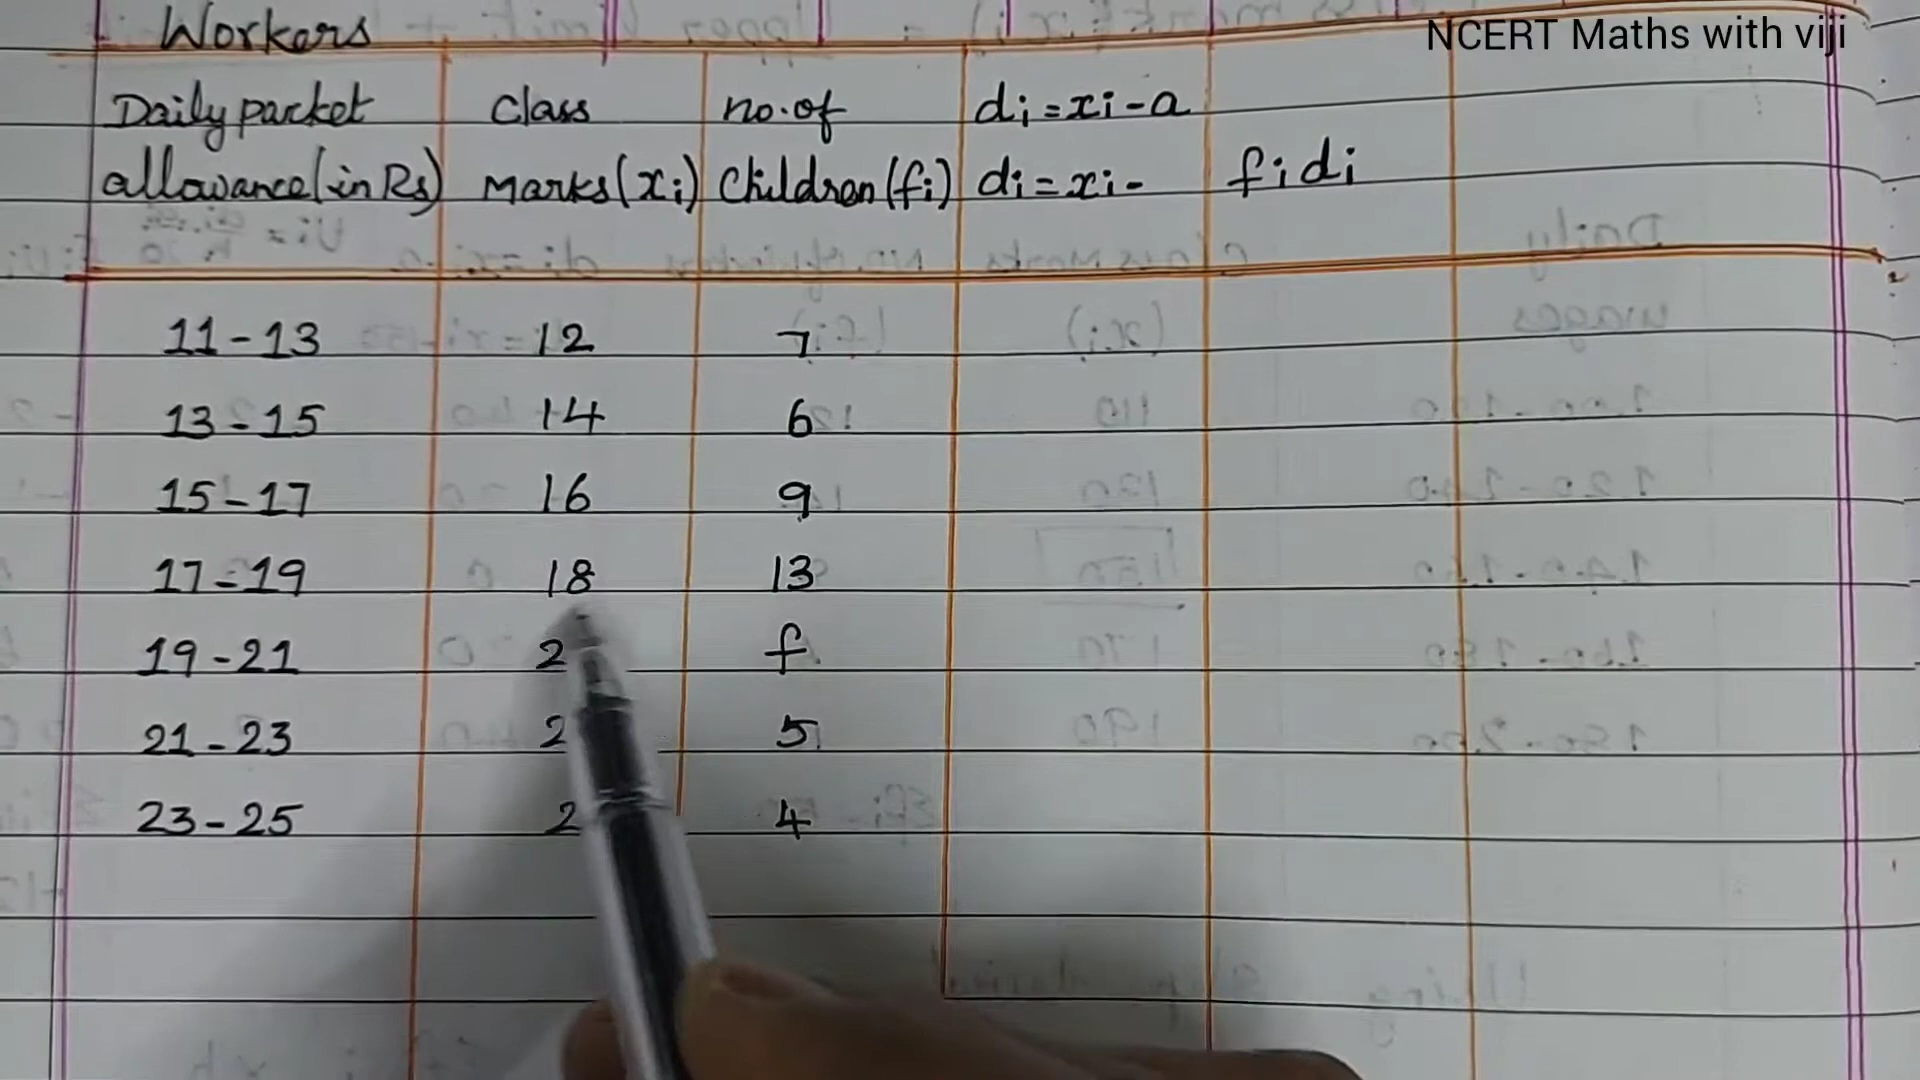 NCERT Maths with viji
Workers
Daily packet class no.of di=xi-a
allowance(in Rs) marks(xi) Children(fi) di=xi- fidi
11-13 12 7
13-15 14 6
15-17 16 9
17-19 18 13
19-21 2 f
21-23 2 5
23-25 2 4